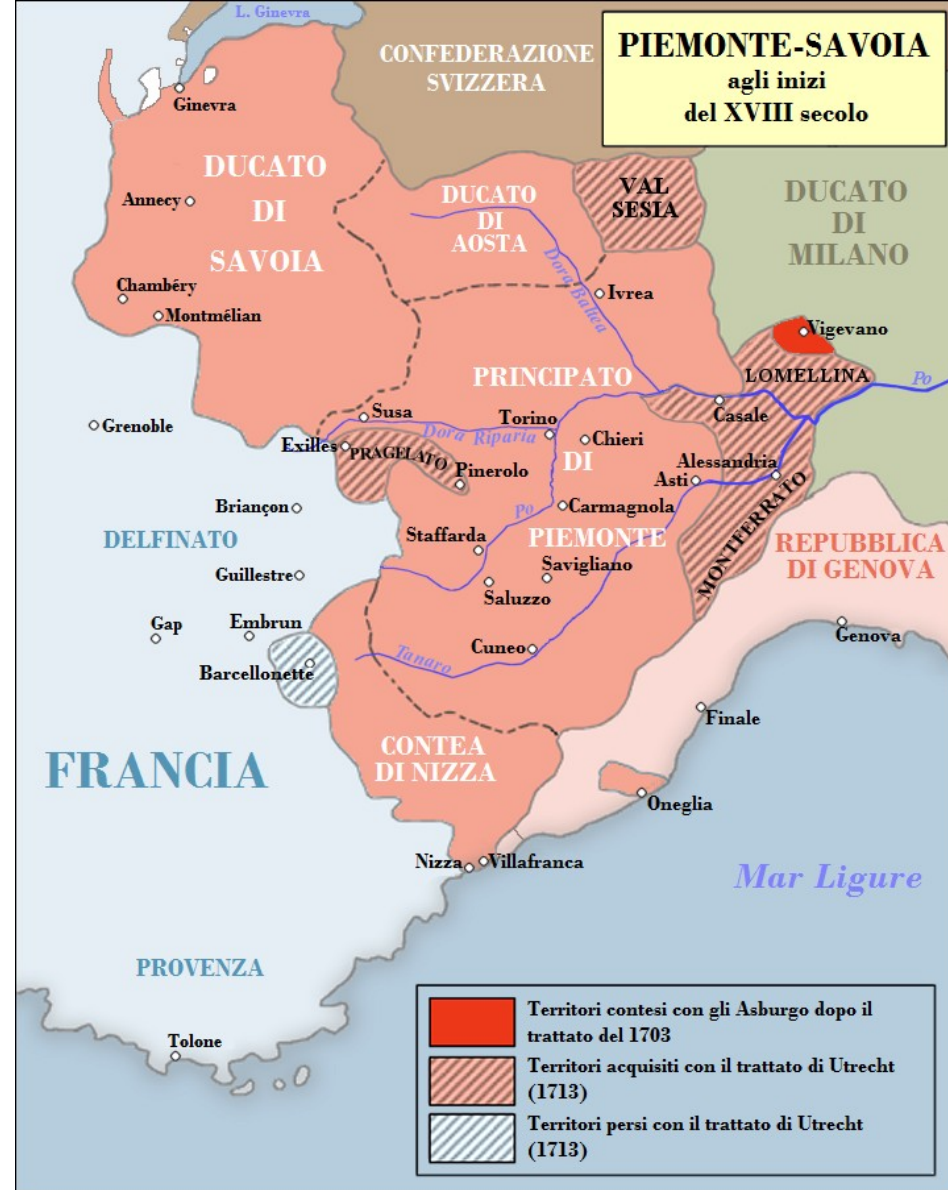 L. Ginevra
CONFEDERAZIONE
SVIZZERA
PIEMONTE-SAVOIA
agli inizi
del XVIII secolo
Ginevra
DUCATO
DI
SAVOIA
Annecy
DUCATO
DI
AOSTA
VAL
SESIA
DUCATO
DI
MILANO
Dora Baltea
Ivrea
Chambéry
Montmélian
Vigevano
LOMELLINA
Po
PRINCIPATO
DI
PIEMONTE
Casale
Grenoble
Susa
Torino
Dora Riparia
Chieri
Exilles
PRAGELATO
Pinerolo
Asti
Alessandria
MONTFERRATO
Briançon
Po
Carmagnola
DELFINATO
Staffarda
REPUBBLICA
DI GENOVA
Guillestre
Savigliano
Saluzzo
Gap
Embrun
Barcellonette
Tanaro
Cuneo
Genova
Finale
FRANCIA
CONTEA
DI NIZZA
Oneglia
Nizza
Villafranca
Mar Ligure
PROVENZA
Tolone
Territori contesi con gli Asburgo dopo il
trattato del 1703
Territori acquisiti con il trattato di Utrecht
(1713)
Territori persi con il trattato di Utrecht
(1713)